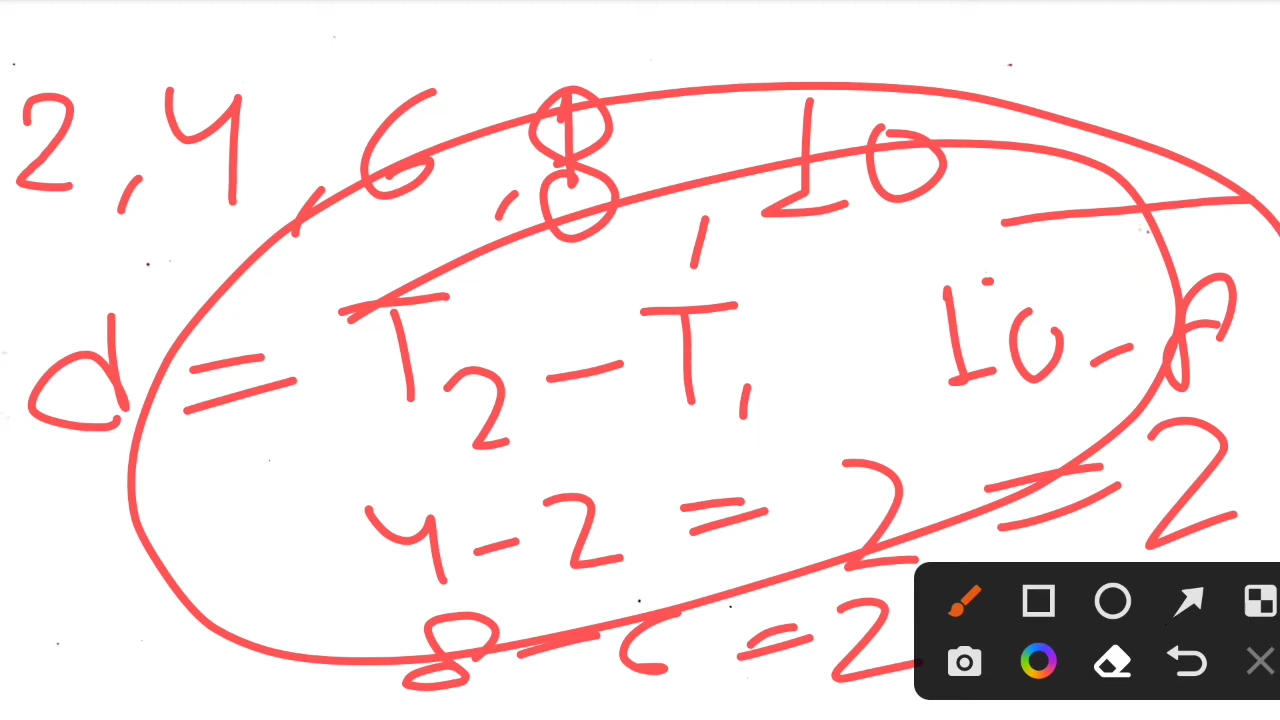 2, 4, 6, 8, 10
d = T2 - T1 10 - 8
4 - 2 = 2 = 2
8 - 6 = 2